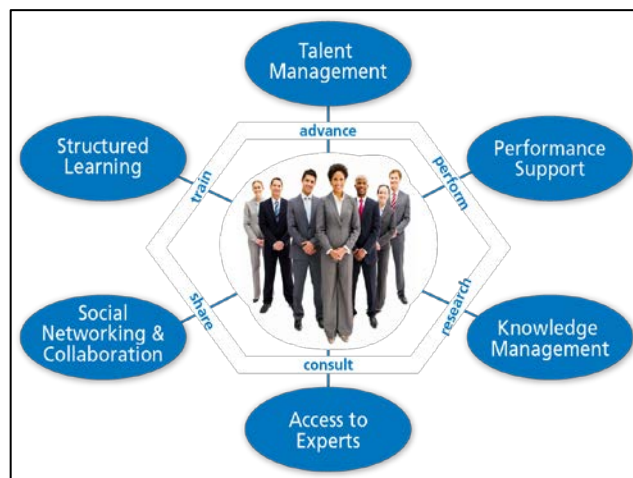 Talent
Management
advance
Structured
Learning
train
perform
Performance
Support
Social
Networking &
Collaboration
share
research
Knowledge
Management
consult
Access to
Experts